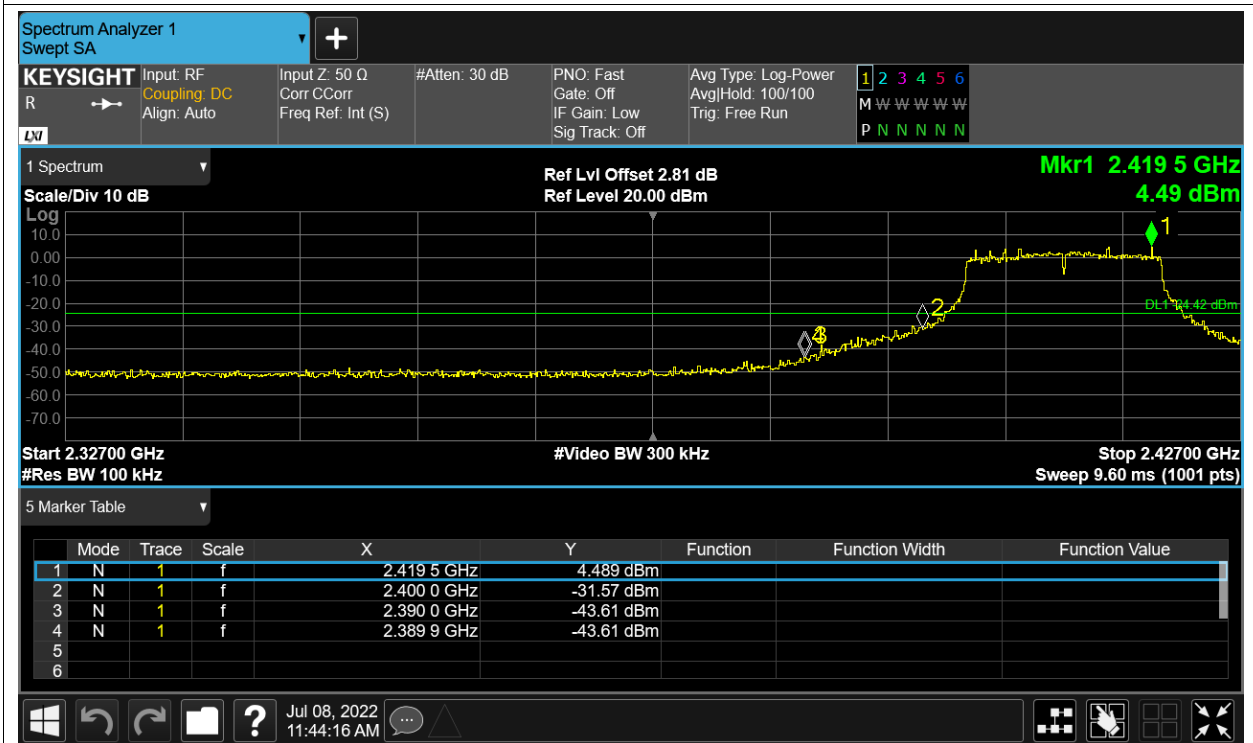 Spectrum Analyzer 1
Swept SA
KEYSIGHT Input: RF Input Z: 50 Ω #Atten: 30 dB PNO: Fast Avg Type: Log-Power 1 2 3 4 5 6
R Coupling: DC Corr CCorr Gate: Off Avg|Hold: 100/100 M W W W W W
Align: Auto Freq Ref: Int (S) IF Gain: Low Trig: Free Run
LXI Sig Track: Off P N N N N N
1 Spectrum Ref Lvl Offset 2.81 dB Mkr1 2.419 5 GHz
Scale/Div 10 dB Ref Level 20.00 dBm 4.49 dBm
Log
1
10.0
0.00
-10.0
-20.0
2
-30.0
-40.0
-50.0
-60.0
-70.0
Start 2.32700 GHz #Video BW 300 kHz Stop 2.42700 GHz
#Res BW 100 kHz Sweep 9.60 ms (1001 pts)
5 Marker Table
Mode Trace Scale X Y Function Function Width Function Value
1 N 1 f 2.419 5 GHz 4.489 dBm
2 N 1 f 2.400 0 GHz -31.57 dBm
3 N 1 f 2.390 0 GHz -43.61 dBm
4 N 1 f 2.389 9 GHz -43.61 dBm
5
6
? Jul 08, 2022
11:44:16 AM